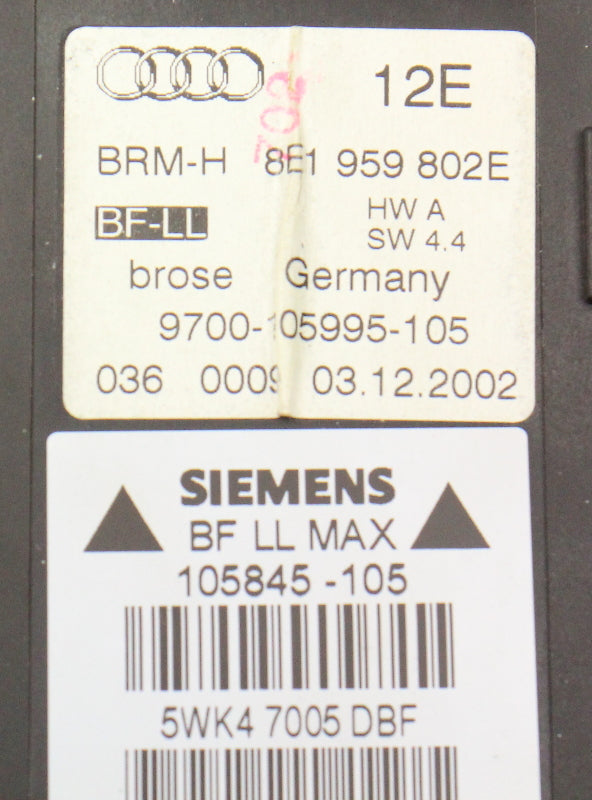 12E
BRM-H 8E1 959 802E
BF-LL HW A
SW 4.4
brose Germany
9700-105995-105
036 0009 03.12.2002
SIEMENS
BF LL MAX
105845-105
5WK4 7005 DBF